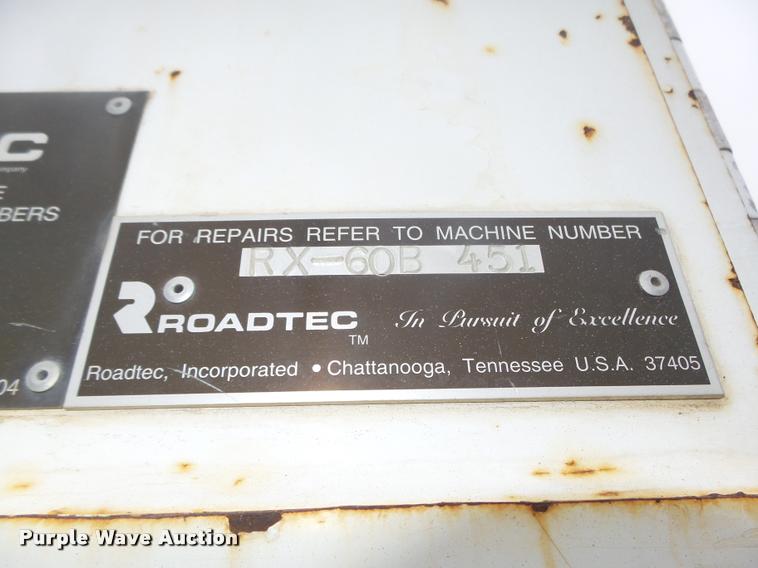 C
company
E
BERS
04
FOR REPAIRS REFER TO MACHINE NUMBER
RX-60B 451
ROADTEC TM In Pursuit of Excellence
Roadtec, Incorporated • Chattanooga, Tennessee U.S.A. 37405
Purple Wave Auction